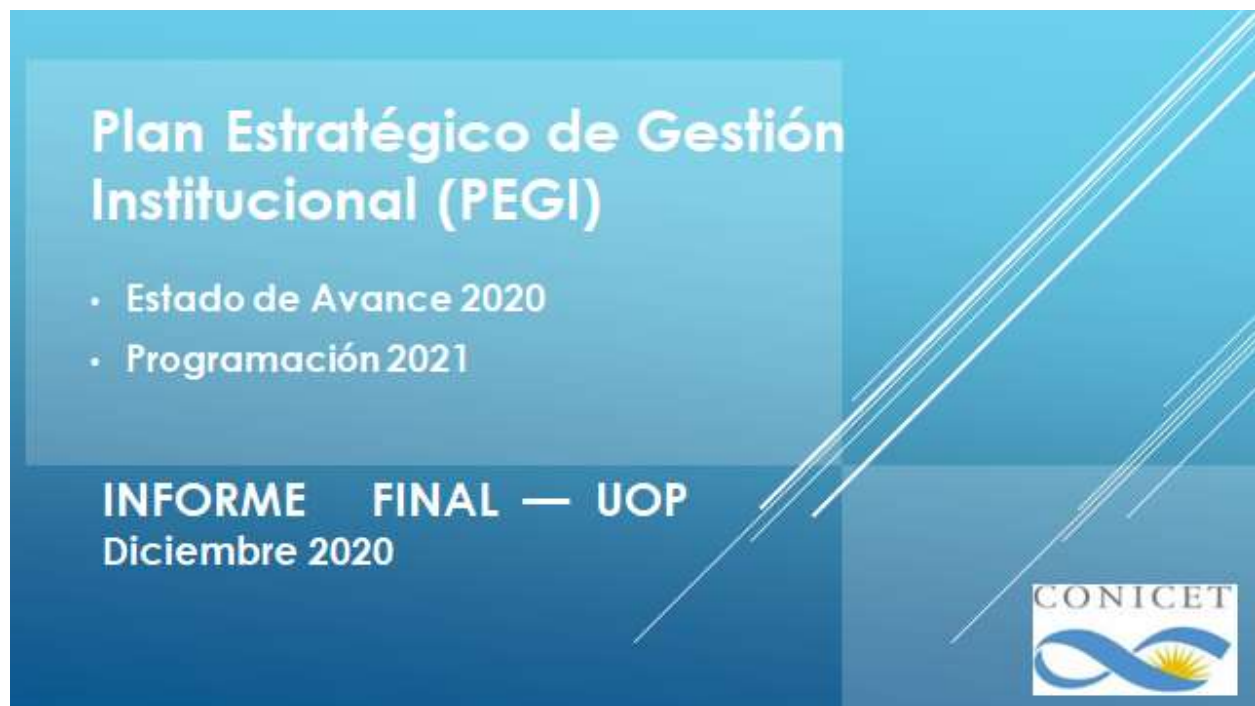 Plan Estratégico de Gestión
Institucional (PEGI)
• Estado de Avance 2020
• Programación 2021
INFORME FINAL — UOP
Diciembre 2020
CONICET